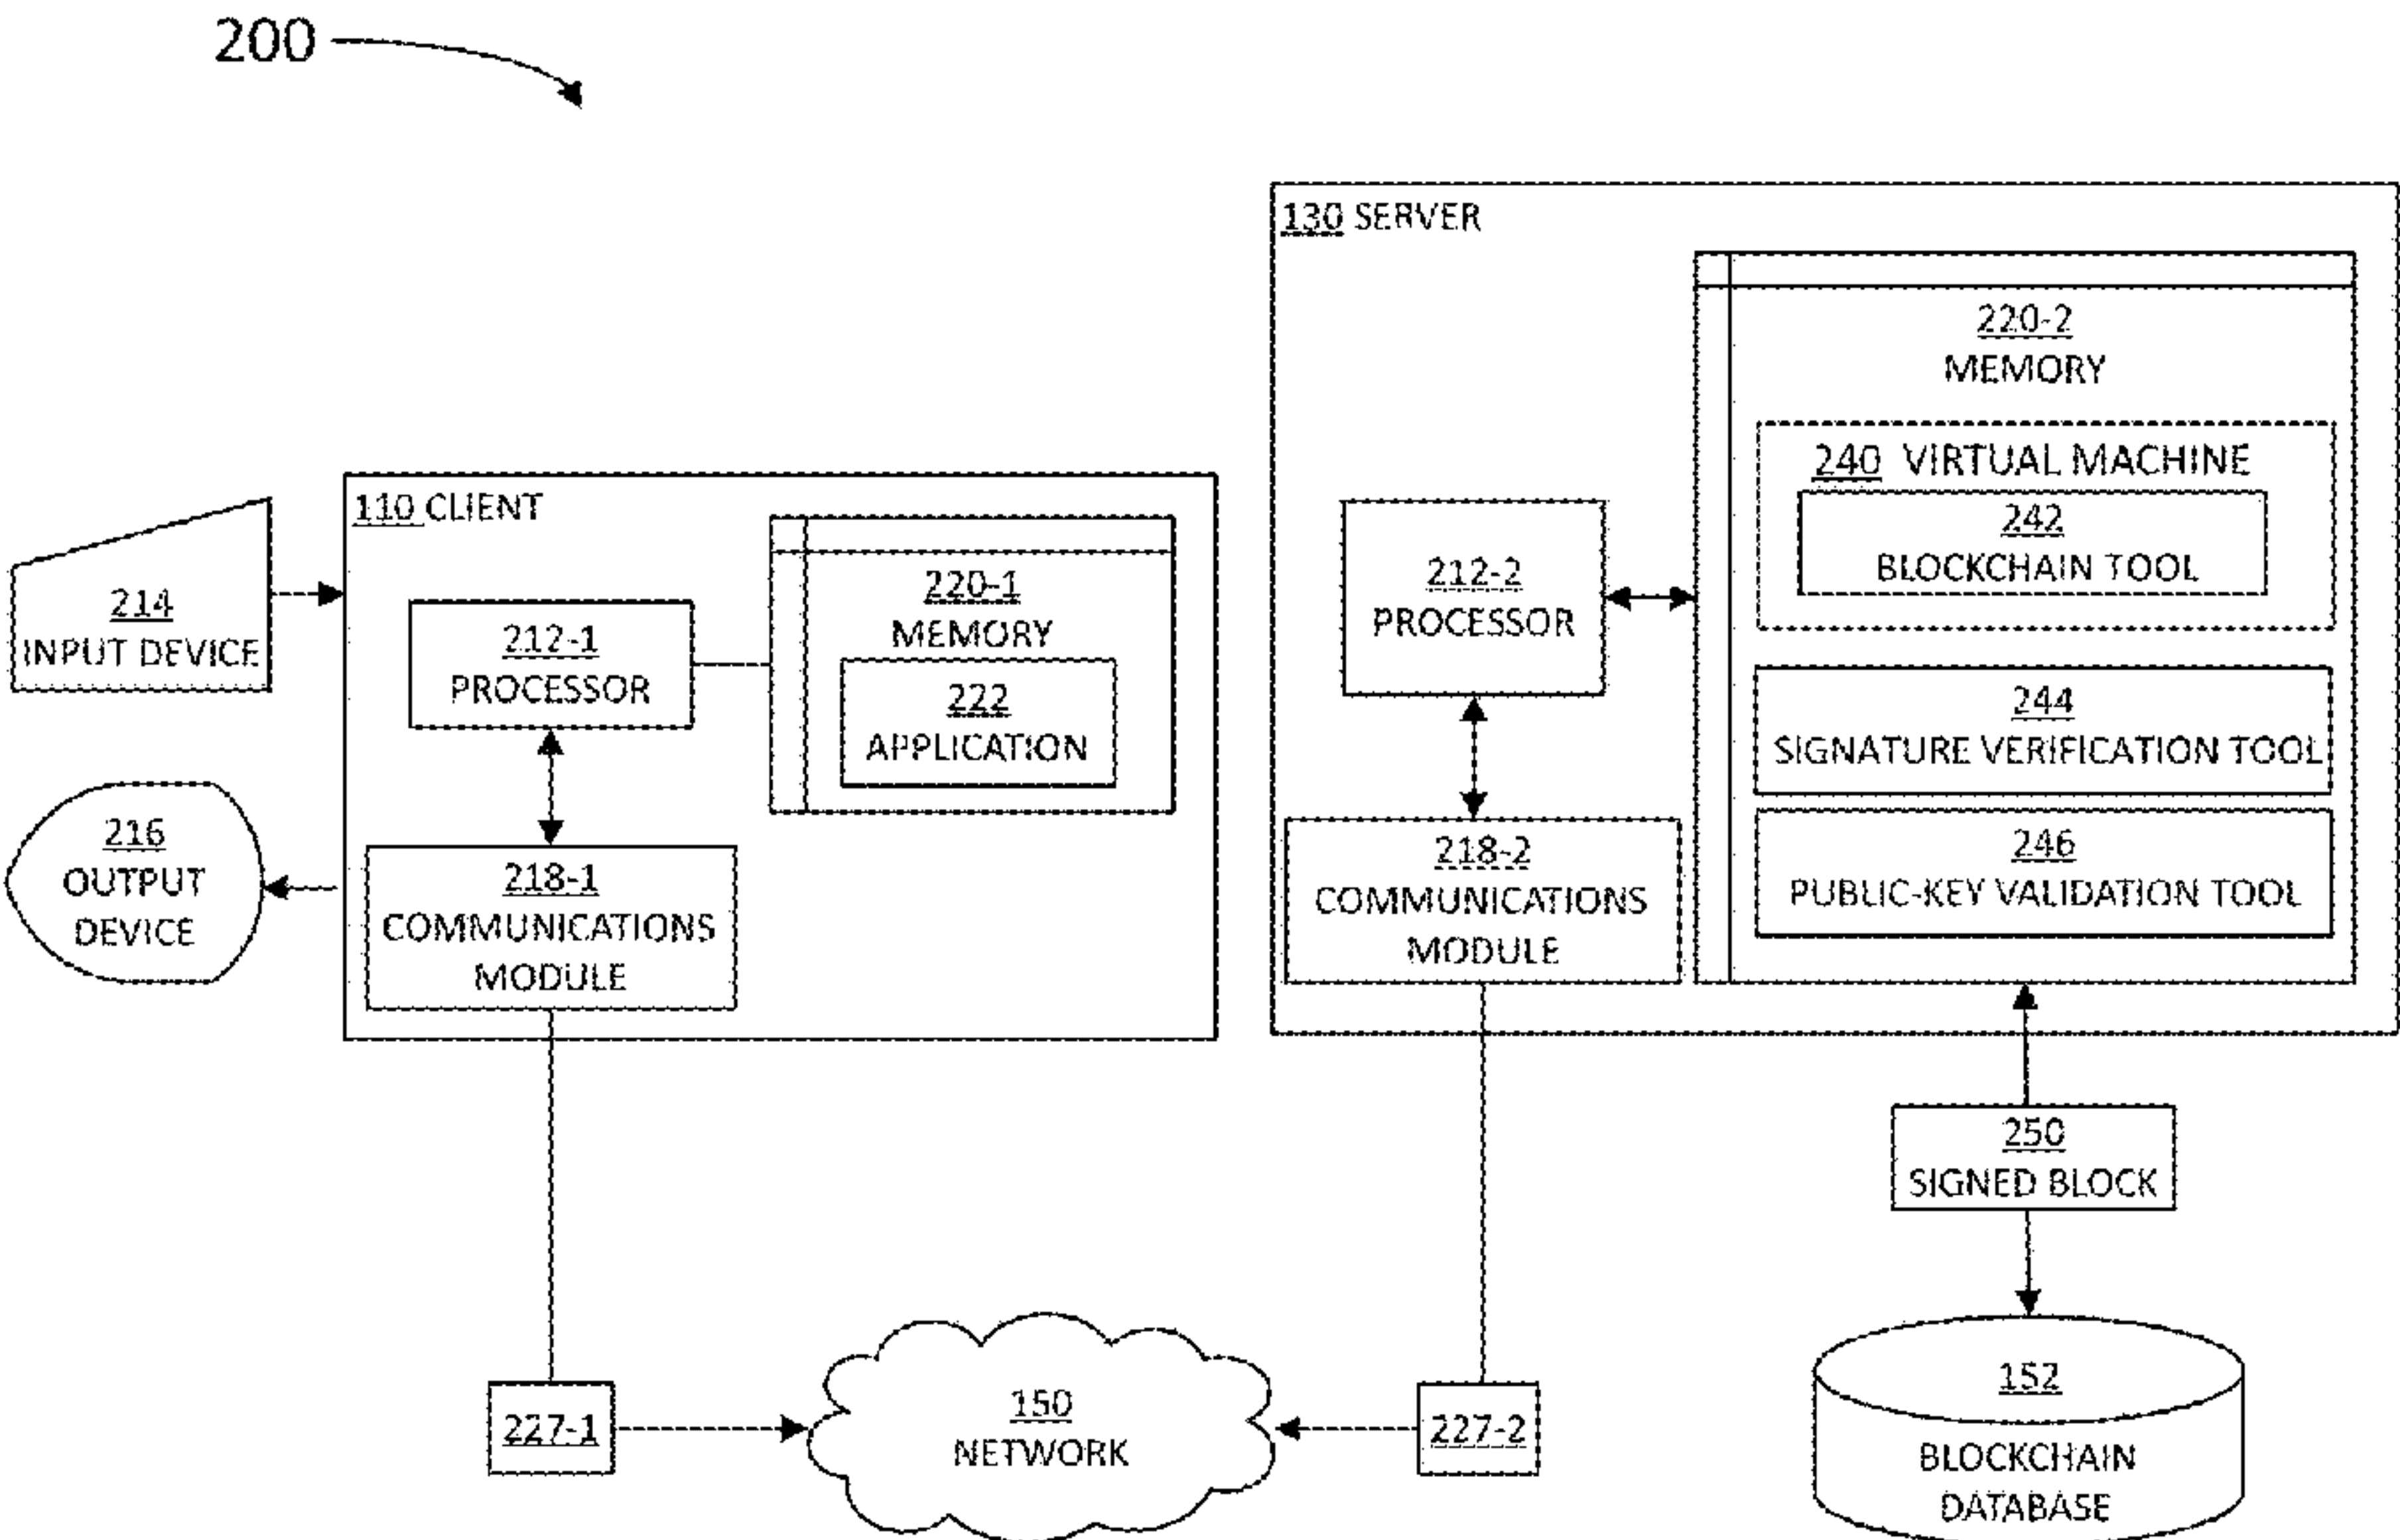 200
130 SERVER
220-2
MEMORY
240 VIRTUAL MACHINE
242
BLOCKCHAIN TOOL
212-2
PROCESSOR
244
SIGNATURE VERIFICATION TOOL
218-2
COMMUNICATIONS
MODULE
246
PUBLIC-KEY VALIDATION TOOL
110 CLIENT
214
INPUT DEVICE
212-1
PROCESSOR
220-1
MEMORY
222
APPLICATION
216
OUTPUT
DEVICE
218-1
COMMUNICATIONS
MODULE
250
SIGNED BLOCK
227-1
150
NETWORK
227-2
152
BLOCKCHAIN
DATABASE